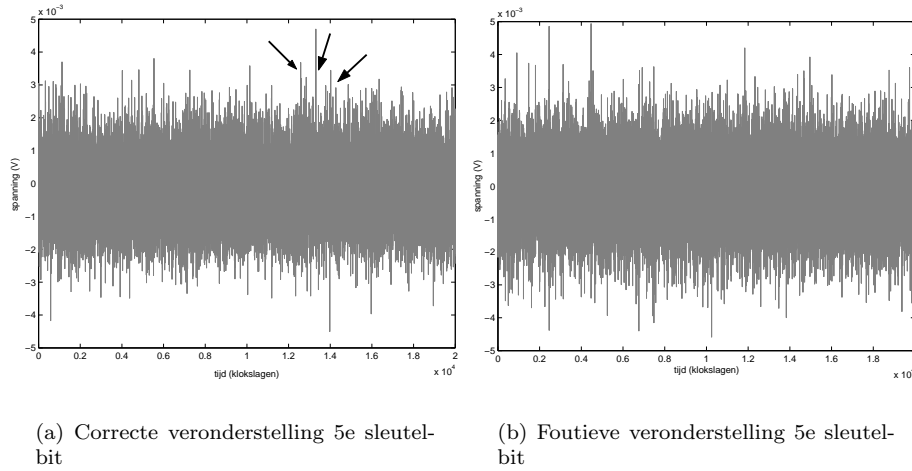 x 10⁻³
5
4
3
2
1
0
−1
−2
−3
−4
−5
spanning (V)
0 0.2 0.4 0.6 0.8 1 1.2 1.4 1.6 1.8 2
tijd (klokslagen)
x 10⁴
(a) Correcte veronderstelling 5e sleutel-
bit
x 10⁻³
5
4
3
2
1
0
−1
−2
−3
−4
−5
spanning (V)
0 0.2 0.4 0.6 0.8 1 1.2 1.4 1.6 1.8
tijd (klokslagen)
x 10
(b) Foutieve veronderstelling 5e sleutel-
bit